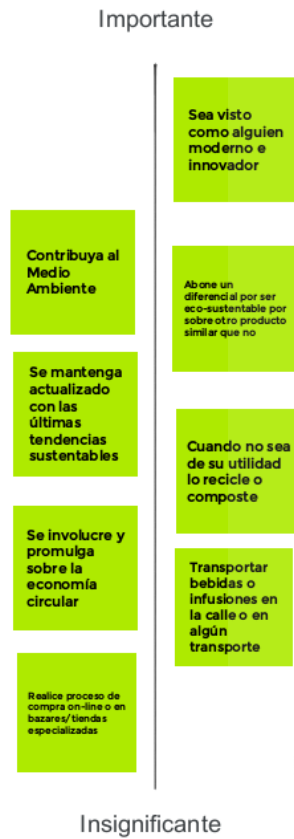 Importante
Sea visto
como alguien
moderno e
innovador
Contribuya al
Medio
Ambiente
Abone un
diferencial por ser
eco-sustentable por
sobre otro producto
similar que no
Se mantenga
actualizado
con las
últimas
tendencias
sustentables
Cuando no sea
de su utilidad
lo recicle o
composte
Se involucre y
promulga
sobre la
economía
circular
Transportar
bebidas o
infusiones en
la calle o en
algún
transporte
Realice proceso de
compra on-line o en
bazares/tiendas
especializadas
Insignificante